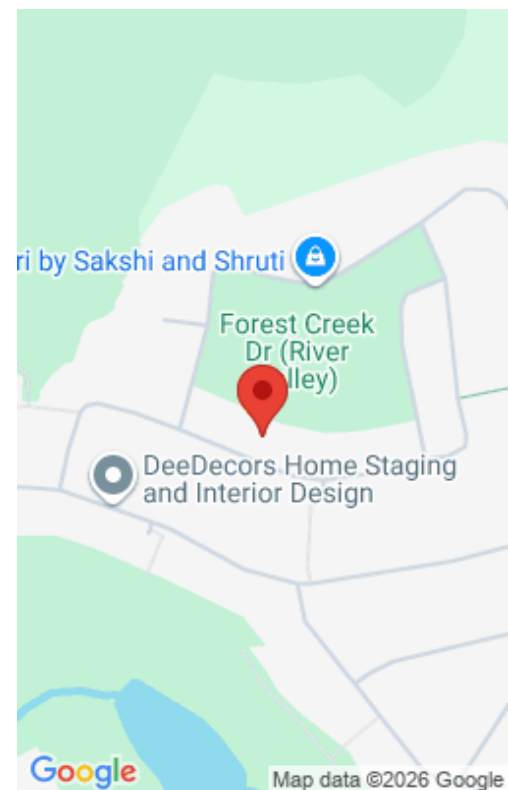 ri by Sakshi and Shruti
Forest Creek
Dr (River
lley)
DeeDecors Home Staging
and Interior Design
Google
Map data ©2026 Google